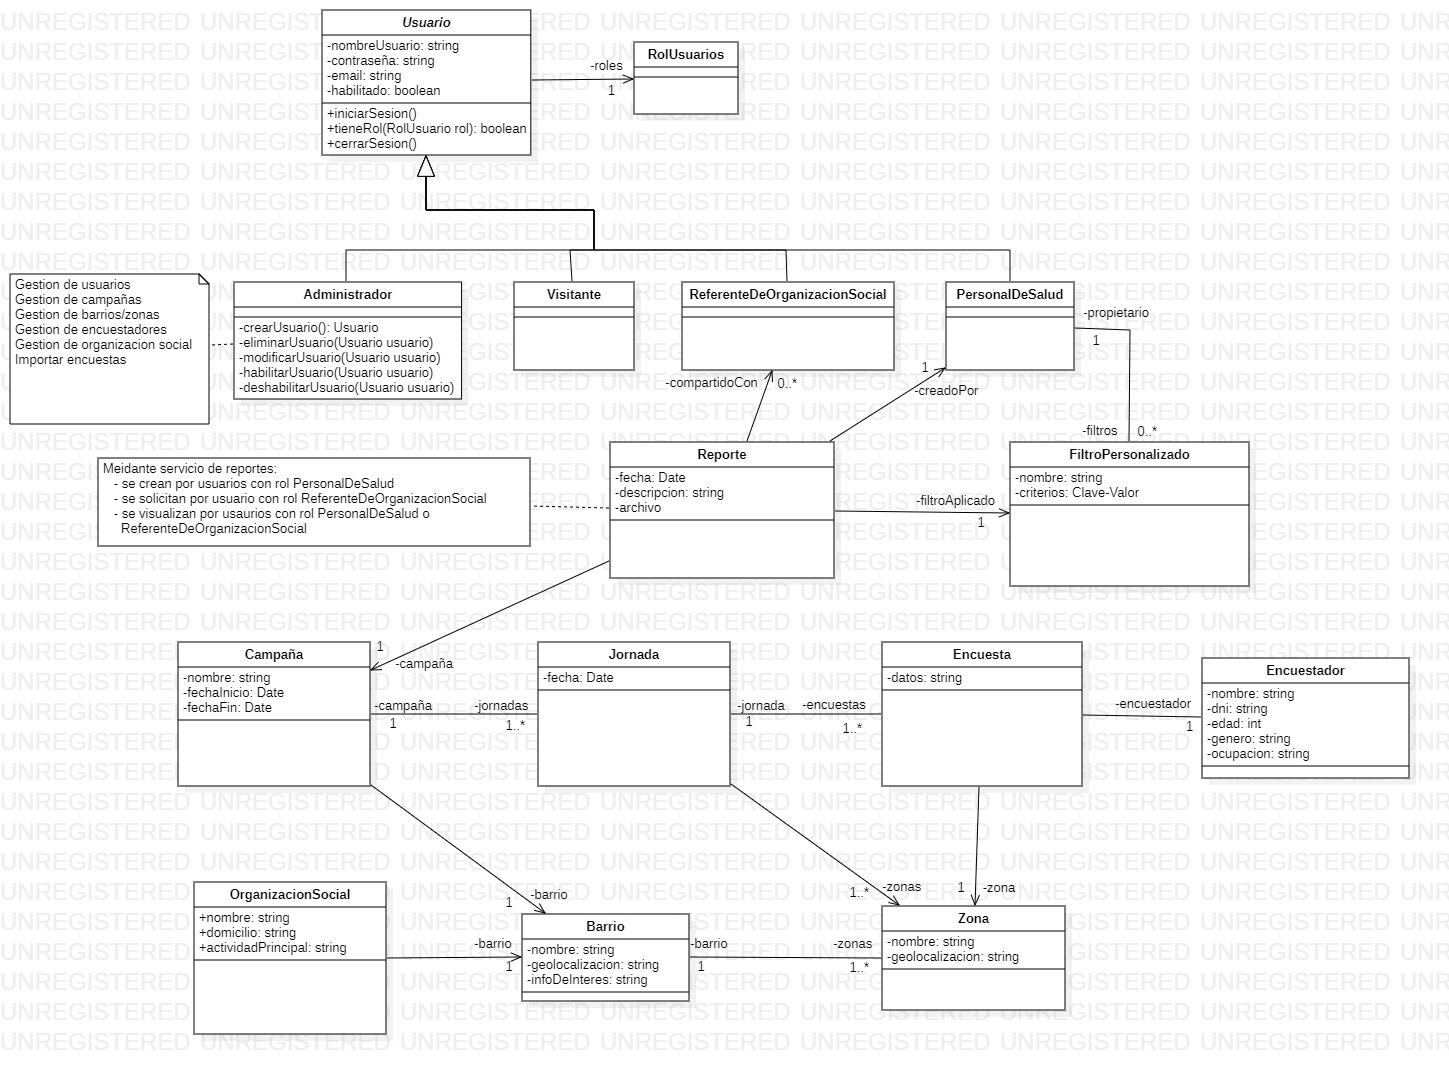 Usuario
-nombreUsuario: string
-contraseña: string
-email: string
-habilitado: boolean
+iniciarSesion()
+tieneRol(RolUsuario rol): boolean
+cerrarSesion()
-roles
1
RolUsuarios
Gestion de usuarios
Gestion de campañas
Gestion de barrios/zonas
Gestion de encuestadores
Gestion de organizacion social
Importar encuestas
Administrador
-crearUsuario(): Usuario
-eliminarUsuario(Usuario usuario)
-modificarUsuario(Usuario usuario)
-habilitarUsuario(Usuario usuario)
-deshabilitarUsuario(Usuario usuario)
Visitante
ReferenteDeOrganizacionSocial
PersonalDeSalud
-propietario
1
-compartidoCon
0..*
1
-creadoPor
-filtros
0..*
Meidante servicio de reportes:
- se crean por usuarios con rol PersonalDeSalud
- se solicitan por usuario con rol ReferenteDeOrganizacionSocial
- se visualizan por usaurios con rol PersonalDeSalud o
ReferenteDeOrganizacionSocial
Reporte
-fecha: Date
-descripcion: string
-archivo
-filtroAplicado
1
FiltroPersonalizado
-nombre: string
-criterios: Clave-Valor
1
-campaña
Campaña
-nombre: string
-fechaInicio: Date
-fechaFin: Date
-campaña
1
-jornadas
1..*
Jornada
-fecha: Date
-jornada
1
-encuestas
1..*
Encuesta
-datos: string
-encuestador
1
Encuestador
-nombre: string
-dni: string
-edad: int
-genero: string
-ocupacion: string
-barrio
1
1..*
-zonas
1
-zona
OrganizacionSocial
+nombre: string
+domicilio: string
+actividadPrincipal: string
-barrio
1
Barrio
-nombre: string
-geolocalizacion: string
-infoDeInteres: string
-barrio
1
-zonas
1..*
Zona
-nombre: string
-geolocalizacion: string
UNREGISTERED